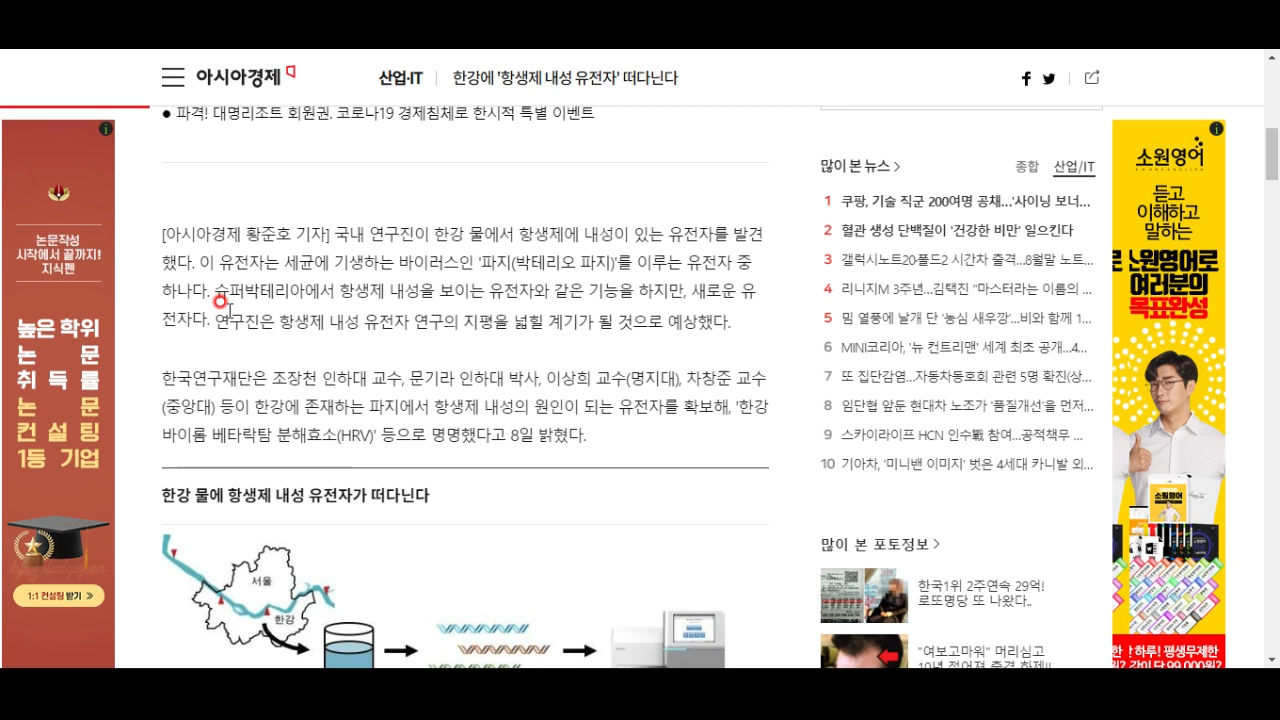 아시아경제
산업·IT
한강에 '항생제 내성 유전자' 떠다닌다
● 파격! 대명리조트 회원권. 코로나19 경제침체로 한시적 특별 이벤트
논문작성
시작에서 끝까지!
지식펜
높은 학위
논 문
취 득 률
논 문
컨 설 팅
1등 기업
1:1 컨설팅 받기 »
[아시아경제 황준호 기자] 국내 연구진이 한강 물에서 항생제에 내성이 있는 유전자를 발견
했다. 이 유전자는 세균에 기생하는 바이러스인 '파지(박테리오 파지)'를 이루는 유전자 중
하나다. 슈퍼박테리아에서 항생제 내성을 보이는 유전자와 같은 기능을 하지만, 새로운 유
전자다. 연구진은 항생제 내성 유전자 연구의 지평을 넓힐 계기가 될 것으로 예상했다.
한국연구재단은 조장천 인하대 교수, 문기라 인하대 박사, 이상희 교수(명지대), 차창준 교수
(중앙대) 등이 한강에 존재하는 파지에서 항생제 내성의 원인이 되는 유전자를 확보해, '한강
바이롬 베타락탐 분해효소(HRV)' 등으로 명명했다고 8일 밝혔다.
한강 물에 항생제 내성 유전자가 떠다닌다
서울
한강
많이 본 뉴스 >
종합 산업/IT
1 쿠팡, 기술 직군 200여명 공채...'사이닝 보너...
2 혈관 생성 단백질이 '건강한 비만' 일으킨다
3 갤럭시노트20·폴드2 시간차 출격...8월말 노트...
4 리니지M 3주년...김택진 "마스터라는 이름의 ...
5 밈 열풍에 날개 단 '농심 새우깡'...비와 함께 1...
6 MINI코리아, '뉴 컨트리맨' 세계 최초 공개...4...
7 또 집단감염...자동차동호회 관련 5명 확진(상...
8 임단협 앞둔 현대차 노조가 '품질개선'을 먼저...
9 스카이라이프 HCN 인수戰 참여...공적책무 ...
10 기아차, '미니밴 이미지' 벗은 4세대 카니발 외...
많이 본 포토정보 >
한국1위 2주연속 29억!
로또명당 또 나왔다..
"여보고마워" 머리심고
10년 젊어져 충격 화제!!
소원영어
듣고
이해하고
말하는
소원영어로
여러분의
목표완성
소원영어
하루! 평생무제한